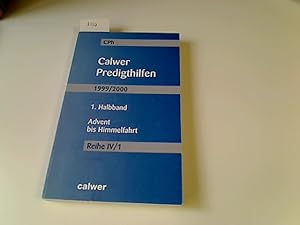 CPh
Calwer
Predigthilfen
1999/2000
1. Halbband
Advent
bis Himmelfahrt
Reihe IV/1
calwer